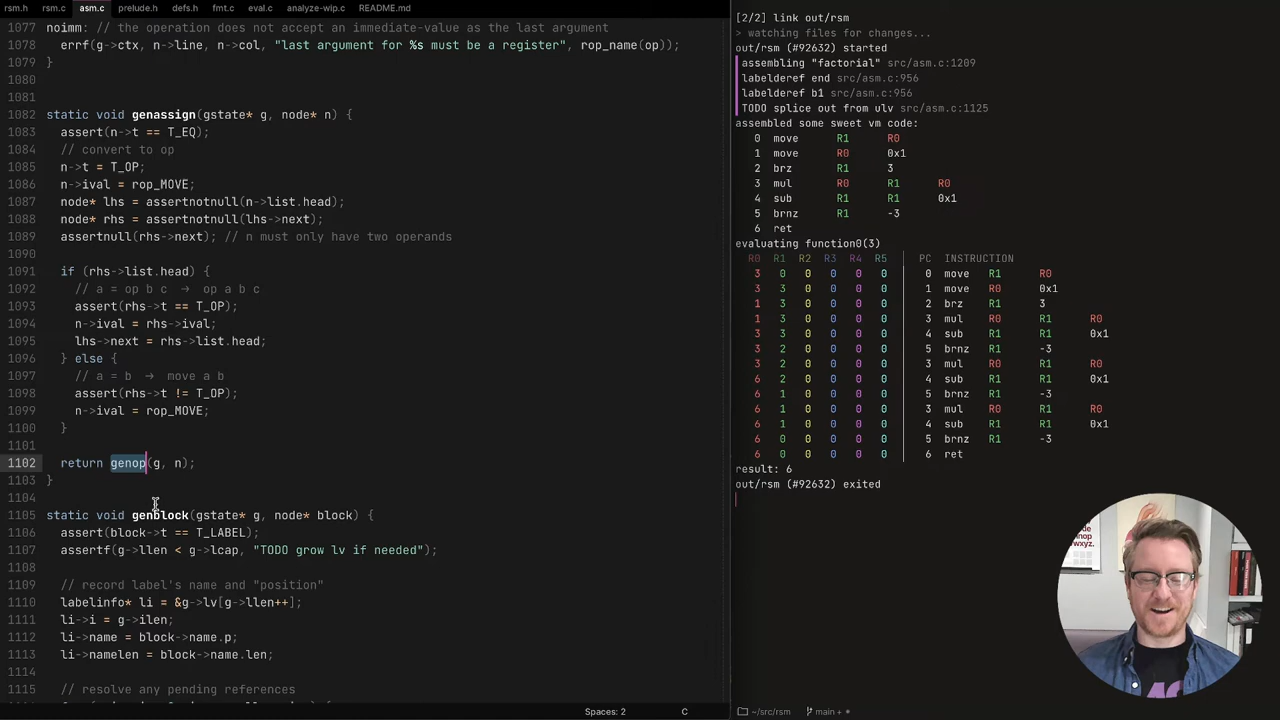 rsm.h rsm.c asm.c prelude.h defs.h fmt.c eval.c analyze-wip.c README.md
1077 noimm: // the operation does not accept an immediate-value as the last argument
1078 errf(g->ctx, n->line, n->col, "last argument for %s must be a register", rop_name(op));
1079 }
1080
1081
1082 static void genassign(gstate* g, node* n) {
1083 assert(n->t == T_EQ);
1084 // convert to op
1085 n->t = T_OP;
1086 n->ival = rop_MOVE;
1087 node* lhs = assertnotnull(n->list.head);
1088 node* rhs = assertnotnull(lhs->next);
1089 assertnull(rhs->next); // n must only have two operands
1090
1091 if (rhs->list.head) {
1092 // a = op b c → op a b c
1093 assert(rhs->t == T_OP);
1094 n->ival = rhs->ival;
1095 lhs->next = rhs->list.head;
1096 } else {
1097 // a = b → move a b
1098 assert(rhs->t != T_OP);
1099 n->ival = rop_MOVE;
1100 }
1101
1102 return genop(g, n);
1103 }
1104
1105 static void genblock(gstate* g, node* block) {
1106 assert(block->t == T_LABEL);
1107 assertf(g->llen < g->lcap, "TODO grow lv if needed");
1108
1109 // record label's name and "position"
1110 labelinfo* li = &g->lv[g->llen++];
1111 li->i = g->ilen;
1112 li->name = block->name.p;
1113 li->namelen = block->name.len;
1114
1115 // resolve any pending references
Spaces: 2 C
[2/2] link out/rsm
> watching files for changes...
out/rsm (#92632) started
assembling "factorial" src/asm.c:1209
labelderef end src/asm.c:956
labelderef b1 src/asm.c:956
TODO splice out from ulv src/asm.c:1125
assembled some sweet vm code:
0 move R1 R0
1 move R0 0x1
2 brz R1 3
3 mul R0 R1 R0
4 sub R1 R1 0x1
5 brnz R1 -3
6 ret
evaluating function0(3)
R0 R1 R2 R3 R4 R5 PC INSTRUCTION
3 0 0 0 0 0 0 move R1 R0
3 3 0 0 0 0 1 move R0 0x1
1 3 0 0 0 0 2 brz R1 3
1 3 0 0 0 0 3 mul R0 R1 R0
3 3 0 0 0 0 4 sub R1 R1 0x1
3 2 0 0 0 0 5 brnz R1 -3
3 2 0 0 0 0 3 mul R0 R1 R0
6 2 0 0 0 0 4 sub R1 R1 0x1
6 1 0 0 0 0 5 brnz R1 -3
6 1 0 0 0 0 3 mul R0 R1 R0
6 1 0 0 0 0 4 sub R1 R1 0x1
6 0 0 0 0 0 5 brnz R1 -3
6 0 0 0 0 0 6 ret
result: 6
out/rsm (#92632) exited
~/src/rsm main + *